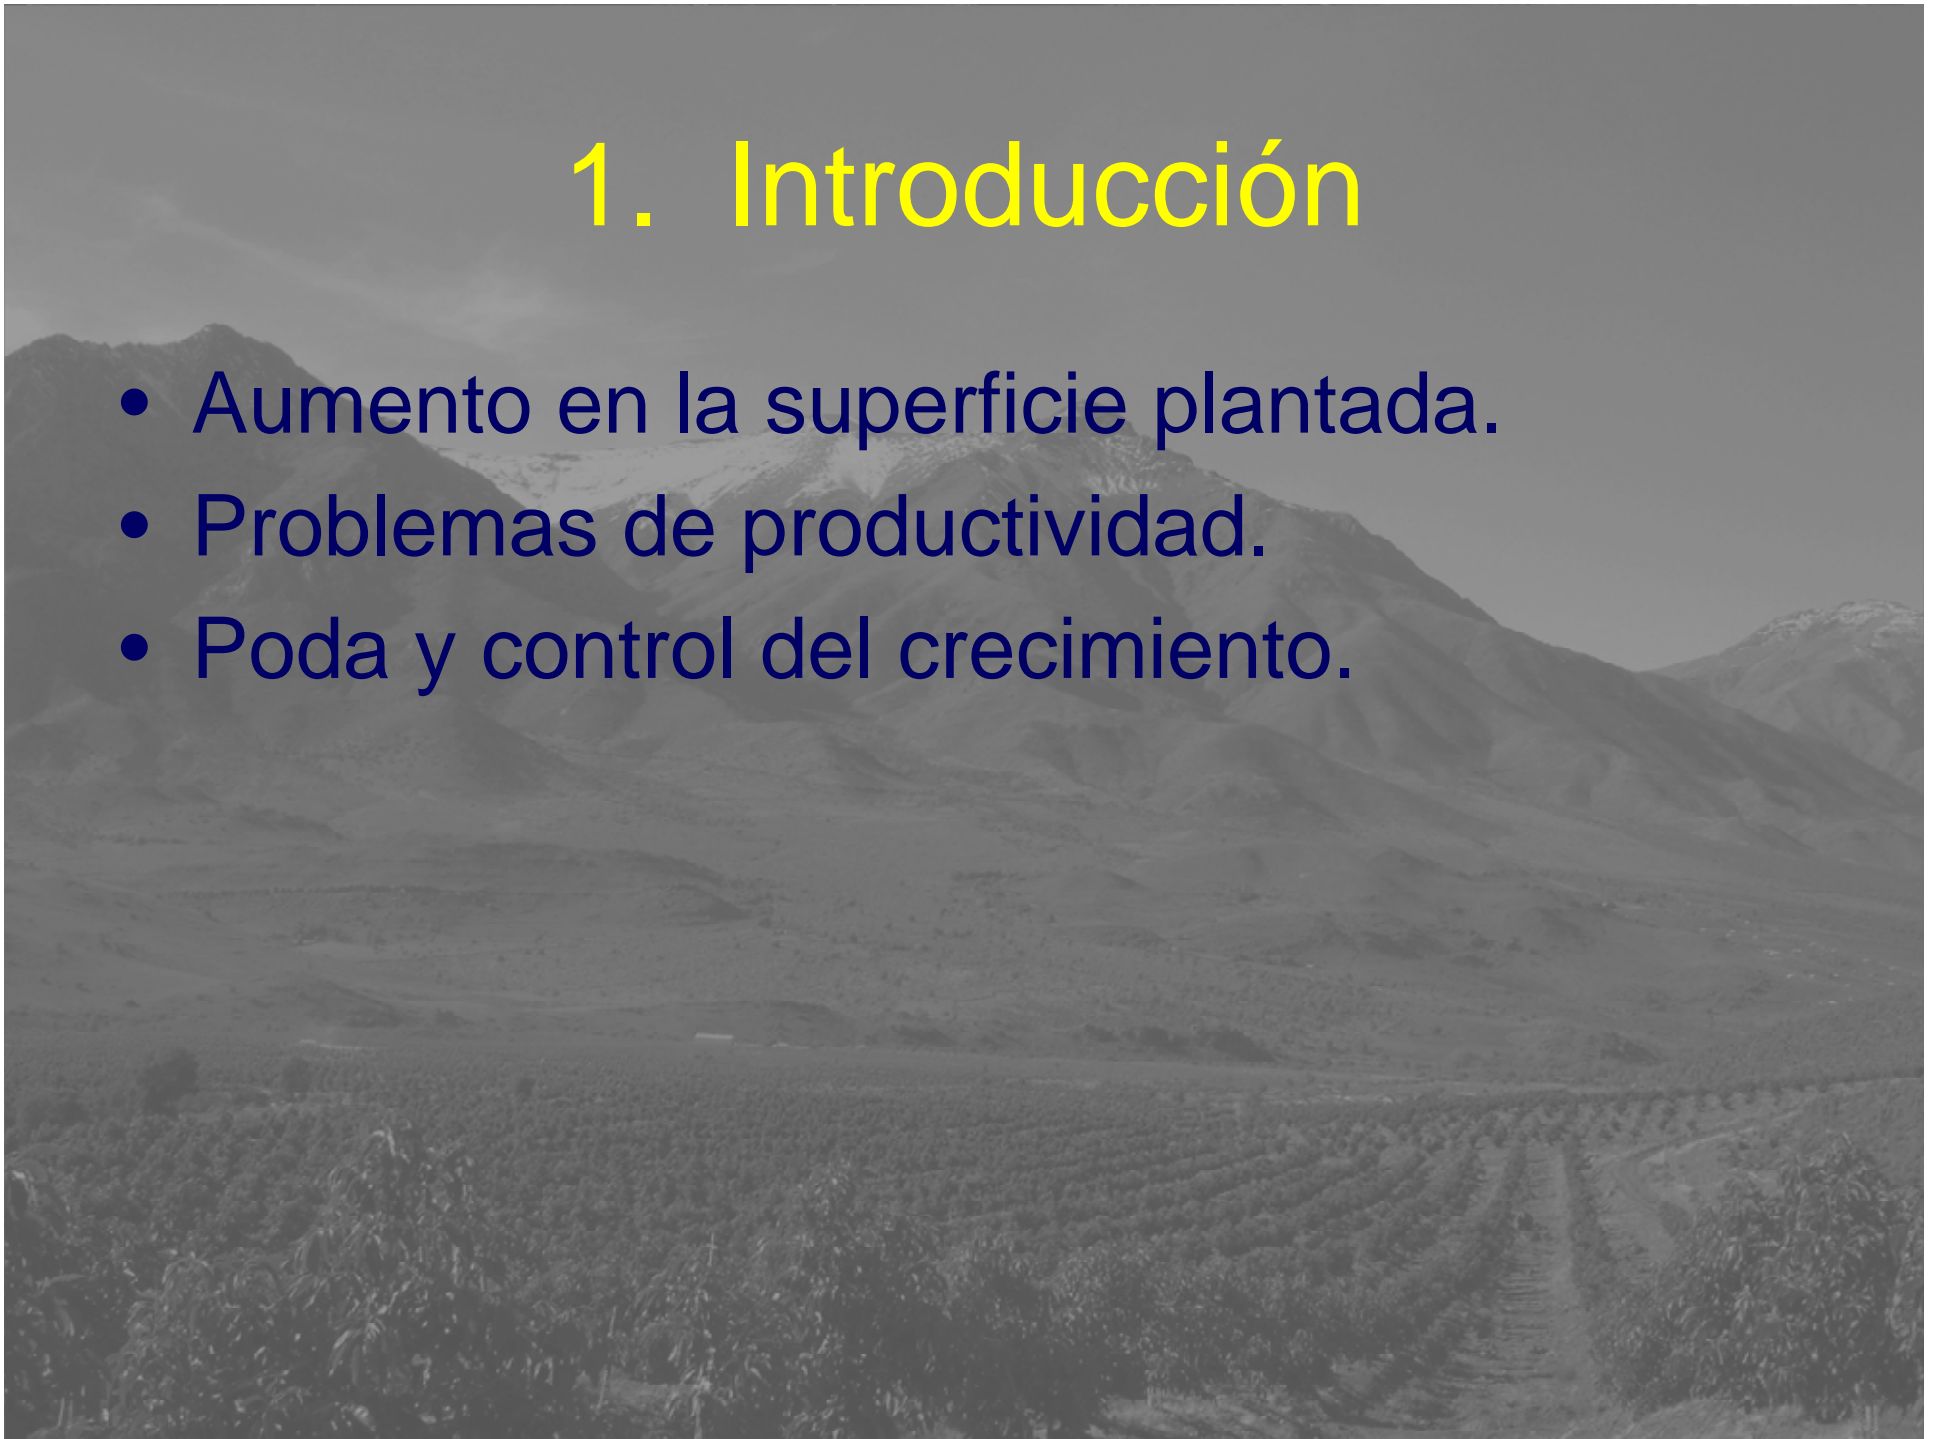 1. Introducción
• Aumento en la superficie plantada.
• Problemas de productividad.
• Poda y control del crecimiento.